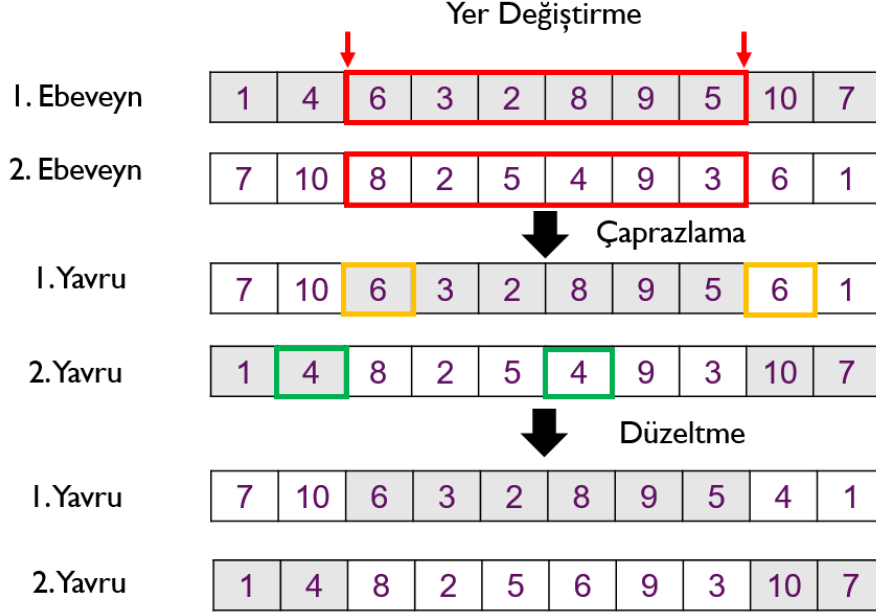 Yer Değiştirme
1. Ebeveyn 1 4 6 3 2 8 9 5 10 7
2. Ebeveyn 7 10 8 2 5 4 9 3 6 1
Çaprazlama
1. Yavru 7 10 6 3 2 8 9 5 6 1
2. Yavru 1 4 8 2 5 4 9 3 10 7
Düzeltme
1. Yavru 7 10 6 3 2 8 9 5 4 1
2. Yavru 1 4 8 2 5 6 9 3 10 7